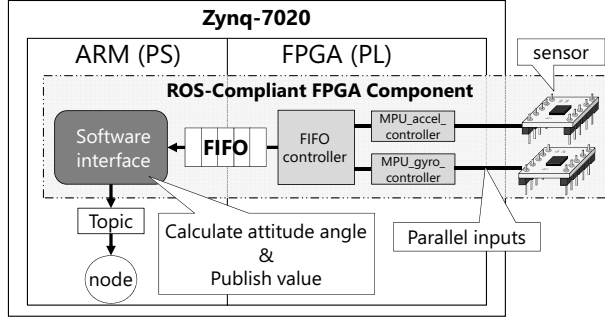 Zynq-7020
ARM (PS)
FPGA (PL)
sensor
ROS-Compliant FPGA Component
Software
interface
FIFO
FIFO
controller
MPU_accel_
controller
MPU_gyro_
controller
Topic
node
Calculate attitude angle
&
Publish value
Parallel inputs